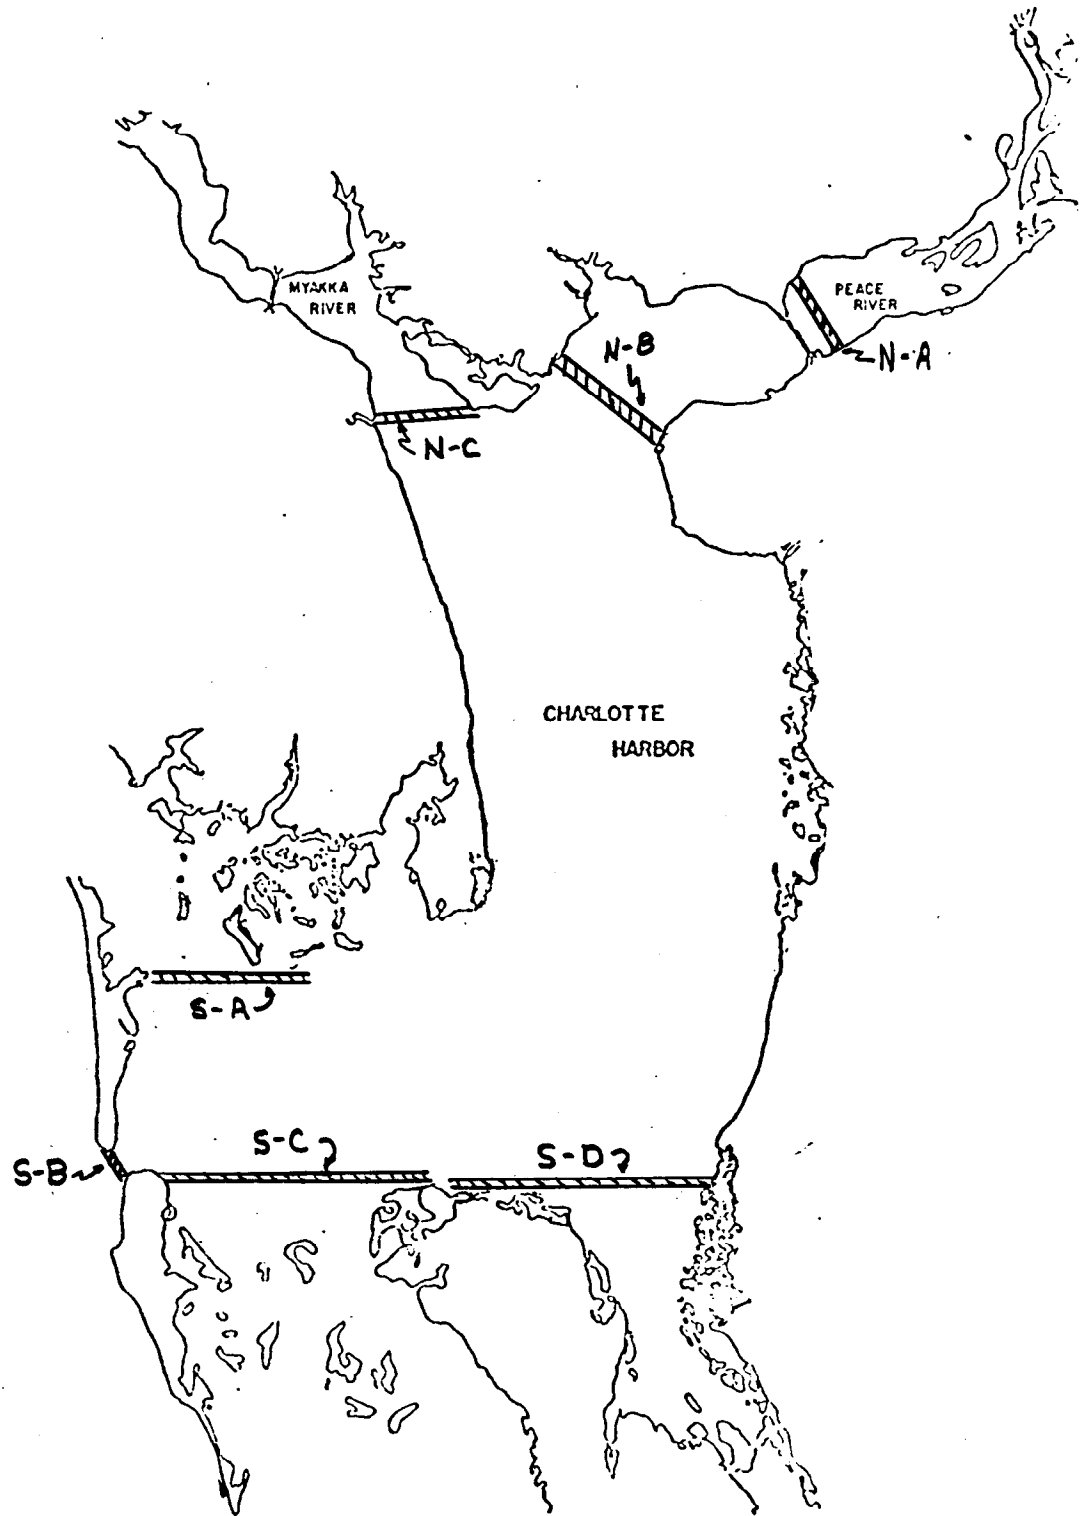 MYAKKA
RIVER
PEACE
RIVER
N-B
N-A
N-C
CHARLOTTE
HARBOR
S-A
S-C
S-D
S-B